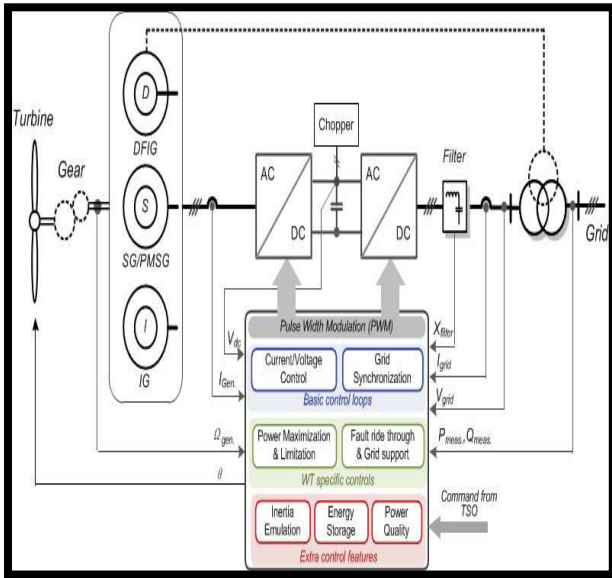 Turbine
Gear
D
DFIG
S
SG/PMSG
I
IG
AC
DC
Chopper
AC
DC
Filter
Grid
Pulse Width Modulation (PWM)
Current/Voltage
Control
Grid
Synchronization
Basic control loops
Power Maximization
& Limitation
Fault ride through
& Grid support
WT specific controls
Inertia
Emulation
Energy
Storage
Power
Quality
Extra control features
Vdc
IGen.
Ωgen.
θ
Xfilter
Igrid
Vgrid
Pmeas.,Qmeas.
Command from
TSO